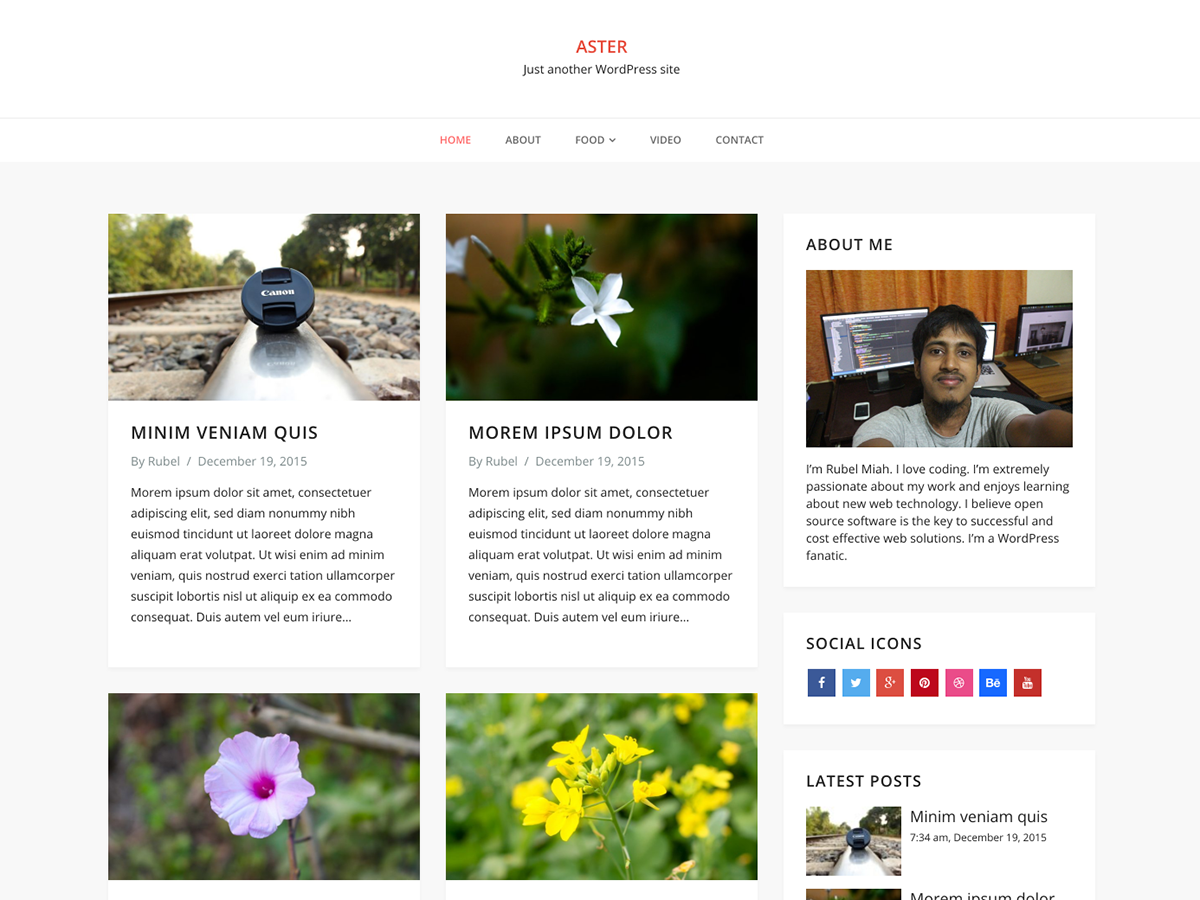 ASTER
Just another WordPress site
HOME ABOUT FOOD VIDEO CONTACT
Canon
MINIM VENIAM QUIS
By Rubel / December 19, 2015
Morem ipsum dolor sit amet, consectetuer
adipiscing elit, sed diam nonummy nibh
euismod tincidunt ut laoreet dolore magna
aliquam erat volutpat. Ut wisi enim ad minim
veniam, quis nostrud exerci tation ullamcorper
suscipit lobortis nisl ut aliquip ex ea commodo
consequat. Duis autem vel eum iriure...
MOREM IPSUM DOLOR
By Rubel / December 19, 2015
Morem ipsum dolor sit amet, consectetuer
adipiscing elit, sed diam nonummy nibh
euismod tincidunt ut laoreet dolore magna
aliquam erat volutpat. Ut wisi enim ad minim
veniam, quis nostrud exerci tation ullamcorper
suscipit lobortis nisl ut aliquip ex ea commodo
consequat. Duis autem vel eum iriure...
ABOUT ME
I'm Rubel Miah. I love coding. I'm extremely
passionate about my work and enjoys learning
about new web technology. I believe open
source software is the key to successful and
cost effective web solutions. I'm a WordPress
fanatic.
SOCIAL ICONS
Bē
LATEST POSTS
Minim veniam quis
7:34 am, December 19, 2015
Morem ipsum dolor